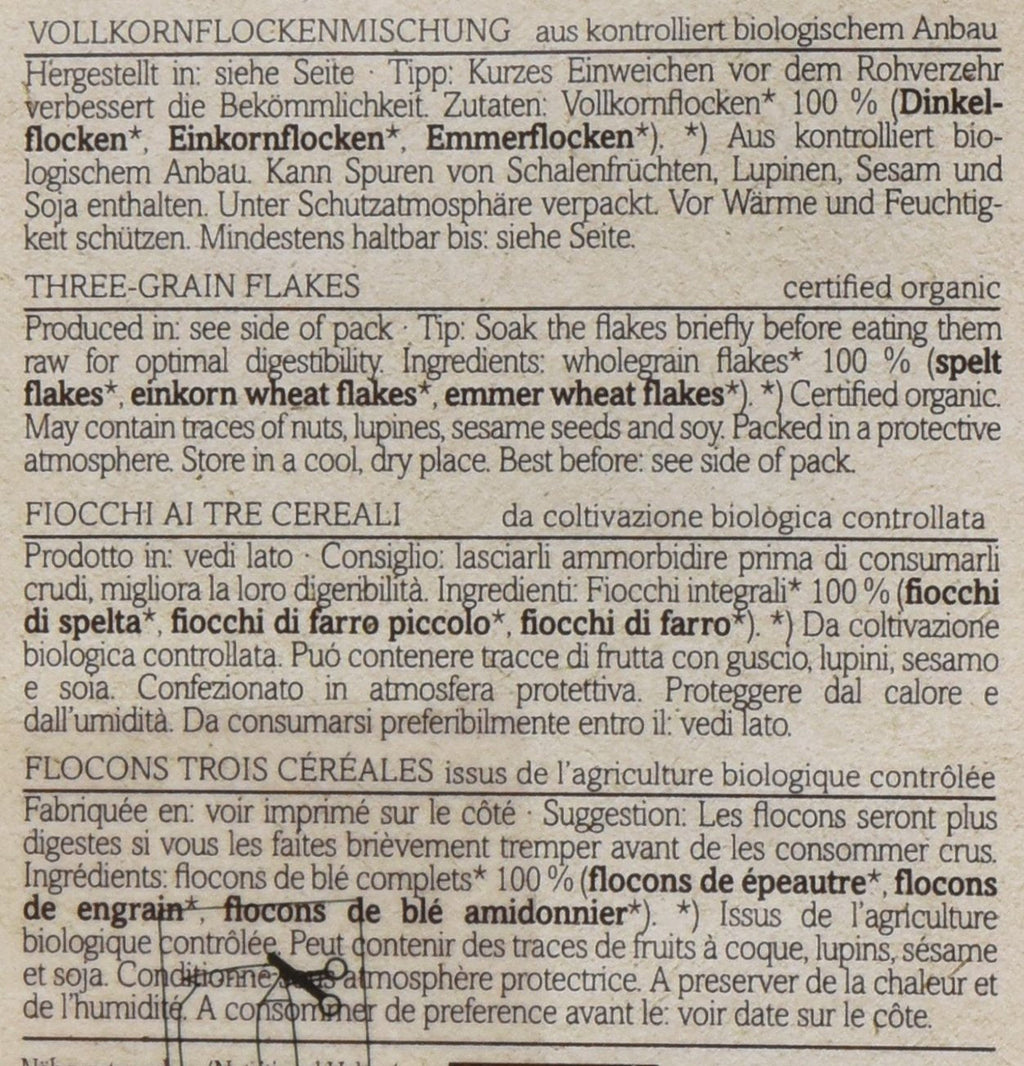 VOLLKORNFLOCKENMISCHUNG aus kontrolliert biologischem Anbau
Hergestellt in: siehe Seite · Tipp: Kurzes Einweichen vor dem Rohverzehr
verbessert die Bekömmlichkeit. Zutaten: Vollkornflocken* 100 % (Dinkel-
flocken*, Einkornflocken*, Emmerflocken*). *) Aus kontrolliert bio-
logischem Anbau. Kann Spuren von Schalenfrüchten, Lupinen, Sesam und
Soja enthalten. Unter Schutzatmosphäre verpackt. Vor Wärme und Feuchtig-
keit schützen. Mindestens haltbar bis: siehe Seite.
THREE-GRAIN FLAKES certified organic
Produced in: see side of pack · Tip: Soak the flakes briefly before eating them
raw for optimal digestibility. Ingredients: wholegrain flakes* 100 % (spelt
flakes*, einkorn wheat flakes*, emmer wheat flakes*). *) Certified organic.
May contain traces of nuts, lupines, sesame seeds and soy. Packed in a protective
atmosphere. Store in a cool, dry place. Best before: see side of pack.
FIOCCHI AI TRE CEREALI da coltivazione biologica controllata
Prodotto in: vedi lato · Consiglio: lasciarli ammorbidire prima di consumarli
crudi, migliora la loro digeribilità. Ingredienti: Fiocchi integrali* 100 % (fiocchi
di spelta*, fiocchi di farro piccolo*, fiocchi di farro*). *) Da coltivazione
biologica controllata. Puó contenere tracce di frutta con guscio, lupini, sesamo
e soia. Confezionato in atmosfera protettiva. Proteggere dal calore e
dall'umidità. Da consumarsi preferibilmente entro il: vedi lato.
FLOCONS TROIS CÉRÉALES issus de l'agriculture biologique contrôlée
Fabriquée en: voir imprimé sur le côté · Suggestion: Les flocons seront plus
digestes si vous les faites brièvement tremper avant de les consommer crus.
Ingrédients: flocons de blé complets* 100 % (flocons de épeautre*, flocons
de engrain*, flocons de blé amidonnier*). *) Issus de l'agriculture
biologique contrôlée. Peut contenir des traces de fruits à coque, lupins, sésame
et soja. Conditionné sous atmosphère protectrice. A preserver de la chaleur et
de l'humidité. A consommer de preference avant le: voir date sur le côte.